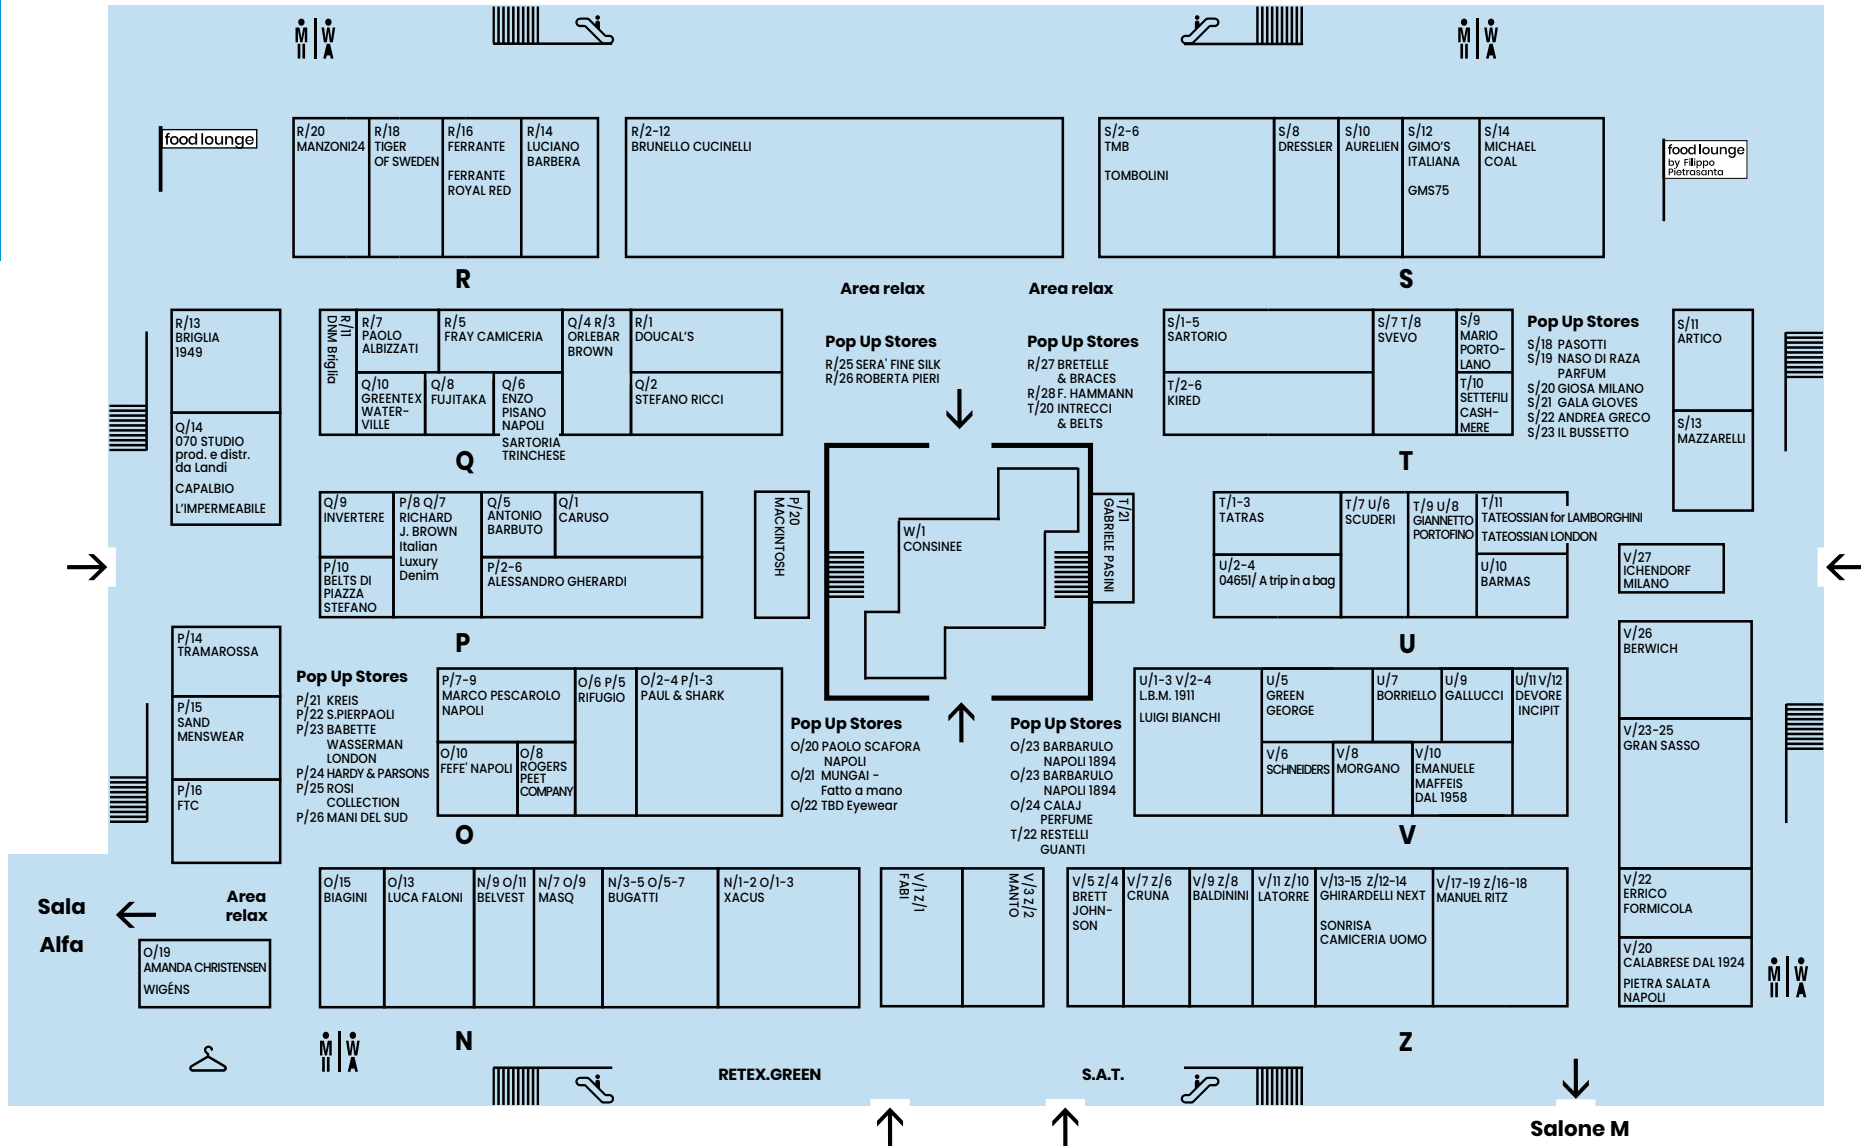 M W
M W
food lounge
R/20
MANZONI24
R/18
TIGER
OF SWEDEN
R/16
FERRANTE
FERRANTE
ROYAL RED
R/14
LUCIANO
BARBERA
R/2-12
BRUNELLO CUCINELLI
S/2-6
TMB
TOMBOLINI
S/8
DRESSLER
S/10
AURELIEN
S/12
GIMO'S
ITALIANA
GMS75
S/14
MICHAEL
COAL
food lounge
by Filippo
Pietrasanta
R
S
Area relax
Area relax
R/13
BRIGLIA
1949
Q/14
070 STUDIO
prod. e distr.
da Landi
CAPALBIO
L'IMPERMEABILE
R/11
DNM Briglia
R/7
PAOLO
ALBIZZATI
R/5
FRAY CAMICERIA
Q/4 R/3
ORLEBAR
BROWN
R/1
DOUCAL'S
Q/10
GREENTEX
WATER-
VILLE
Q/8
FUJITAKA
Q/6
ENZO
PISANO
NAPOLI
SARTORIA
TRINCHESE
Q/2
STEFANO RICCI
Pop Up Stores
R/25 SERA' FINE SILK
R/26 ROBERTA PIERI
Pop Up Stores
R/27 BRETELLE
& BRACES
R/28 F. HAMMANN
T/20 INTRECCI
& BELTS
S/1-5
SARTORIO
S/7 T/8
SVEVO
S/9
MARIO
PORTO-
LANO
T/2-6
KIRED
T/10
SETTEFILI
CASH-
MERE
Pop Up Stores
S/18 PASOTTI
S/19 NASO DI RAZA
PARFUM
S/20 GIOSA MILANO
S/21 GALA GLOVES
S/22 ANDREA GRECO
S/23 IL BUSSETTO
S/11
ARTICO
S/13
MAZZARELLI
Q
T
Q/9
INVERTERE
P/8 Q/7
RICHARD
J. BROWN
Italian
Luxury
Denim
Q/5
ANTONIO
BARBUTO
Q/1
CARUSO
P/10
BELTS DI
PIAZZA
STEFANO
P/2-6
ALESSANDRO GHERARDI
P/20
MACKINTOSH
W/1
CONSINEE
T/21
GABRIELE PASINI
T/1-3
TATRAS
T/7 U/6
SCUDERI
T/9 U/8
GIANNETTO
PORTOFINO
T/11
TATEOSSIAN for LAMBORGHINI
TATEOSSIAN LONDON
U/2-4
04651/ A trip in a bag
U/10
BARMAS
V/27
ICHENDORF
MILANO
P
U
P/14
TRAMAROSSA
P/15
SAND
MENSWEAR
P/16
FTC
Pop Up Stores
P/21 KREIS
P/22 S.PIERPAOLI
P/23 BABETTE
WASSERMAN
LONDON
P/24 HARDY & PARSONS
P/25 ROSI
COLLECTION
P/26 MANI DEL SUD
P/7-9
MARCO PESCAROLO
NAPOLI
O/6 P/5
RIFUGIO
O/2-4 P/1-3
PAUL & SHARK
O/10
FEFE' NAPOLI
O/8
ROGERS
PEET
COMPANY
Pop Up Stores
O/20 PAOLO SCAFORA
NAPOLI
O/21 MUNGAI -
Fatto a mano
O/22 TBD Eyewear
Pop Up Stores
O/23 BARBARULO
NAPOLI 1894
O/23 BARBARULO
NAPOLI 1894
O/24 CALAJ
PERFUME
T/22 RESTELLI
GUANTI
U/1-3 V/2-4
L.B.M. 1911
LUIGI BIANCHI
U/5
GREEN
GEORGE
U/7
BORRIELLO
U/9
GALLUCCI
U/11 V/12
DEVORE
INCIPIT
V/6
SCHNEIDERS
V/8
MORGANO
V/10
EMANUELE
MAFFEIS
DAL 1958
V/26
BERWICH
V/23-25
GRAN SASSO
V/22
ERRICO
FORMICOLA
V/20
CALABRESE DAL 1924
PIETRA SALATA
NAPOLI
O
V
Sala
Alfa
Area
relax
O/19
AMANDA CHRISTENSEN
WIGÉNS
O/15
BIAGINI
O/13
LUCA FALONI
N/9 O/11
BELVEST
N/7 O/9
MASQ
N/3-5 O/5-7
BUGATTI
N/1-2 O/1-3
XACUS
V/1 Z/1
FABI
V/3 Z/2
MANTO
V/5 Z/4
BRETT
JOHN-
SON
V/7 Z/6
CRUNA
V/9 Z/8
BALDININI
V/11 Z/10
LATORRE
V/13-15 Z/12-14
GHIRARDELLI NEXT
SONRISA
CAMICERIA UOMO
V/17-19 Z/16-18
MANUEL RITZ
M W
N
M W
Z
RETEX.GREEN
S.A.T.
Salone M